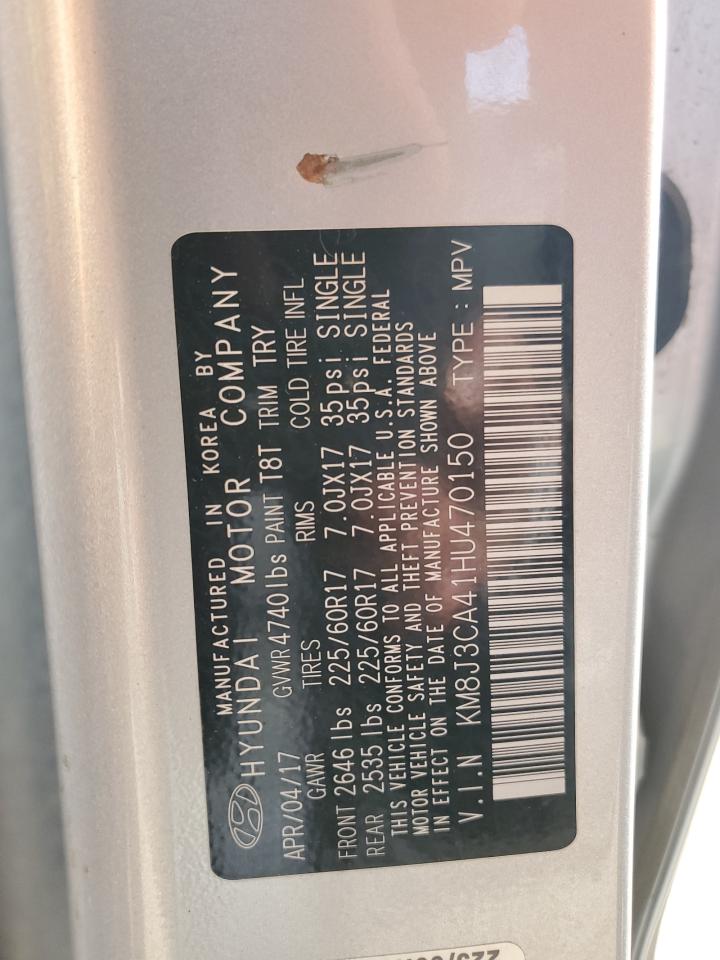 MANUFACTURED IN KOREA BY
HYUNDAI MOTOR COMPANY
APR/04/17 GVWR 4740lbs PAINT T8T TRIM TRY
GAWR TIRES RIMS COLD TIRE INFL
FRONT 2646 lbs 225/60R17 7.0JX17 35psi SINGLE
REAR 2535 lbs 225/60R17 7.0JX17 35psi SINGLE
THIS VEHICLE CONFORMS TO ALL APPLICABLE U.S.A. FEDERAL
MOTOR VEHICLE SAFETY AND THEFT PREVENTION STANDARDS
IN EFFECT ON THE DATE OF MANUFACTURE SHOWN ABOVE
V.I.N KM8J3CA41HU470150 TYPE : MPV